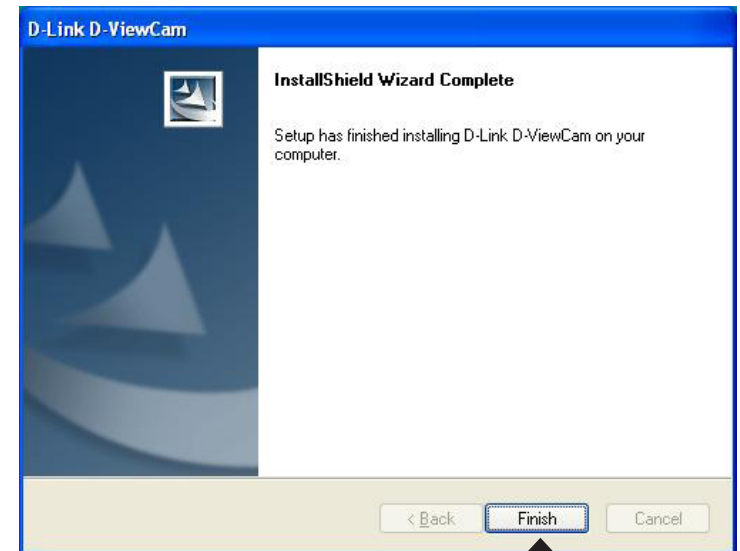 D-Link D-ViewCam
InstallShield Wizard Complete
Setup has finished installing D-Link D-ViewCam on your
computer.
< Back
Finish
Cancel